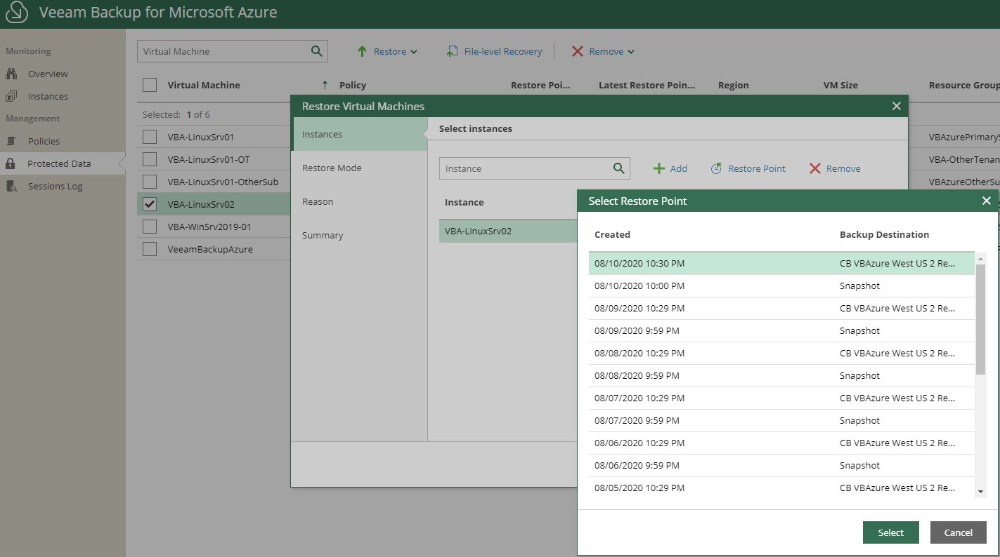 Veeam Backup for Microsoft Azure
Monitoring
Overview
Instances
Management
Policies
Protected Data
Sessions Log
Virtual Machine
Restore
File-level Recovery
Remove
Virtual Machine Policy Restore Poi... Latest Restore Poin... Region VM Size Resource Group
Selected: 1 of 6
VBA-LinuxSrv01 VBAzurePrimaryS
VBA-LinuxSrv01-OT VBA-OtherTenan
VBA-LinuxSrv01-OtherSub VBAzureOtherSu
VBA-LinuxSrv02
VBA-WinSrv2019-01
VeeamBackupAzure
Restore Virtual Machines
Instances
Restore Mode
Reason
Summary
Select instances
Instance
Add
Restore Point
Remove
Instance
VBA-LinuxSrv02
Select Restore Point
Created Backup Destination
08/10/2020 10:30 PM CB VBAzure West US 2 Re...
08/10/2020 10:00 PM Snapshot
08/09/2020 10:29 PM CB VBAzure West US 2 Re...
08/09/2020 9:59 PM Snapshot
08/08/2020 10:29 PM CB VBAzure West US 2 Re...
08/08/2020 9:59 PM Snapshot
08/07/2020 10:29 PM CB VBAzure West US 2 Re...
08/07/2020 9:59 PM Snapshot
08/06/2020 10:29 PM CB VBAzure West US 2 Re...
08/06/2020 9:59 PM Snapshot
08/05/2020 10:29 PM CB VBAzure West US 2 Re...
Select
Cancel